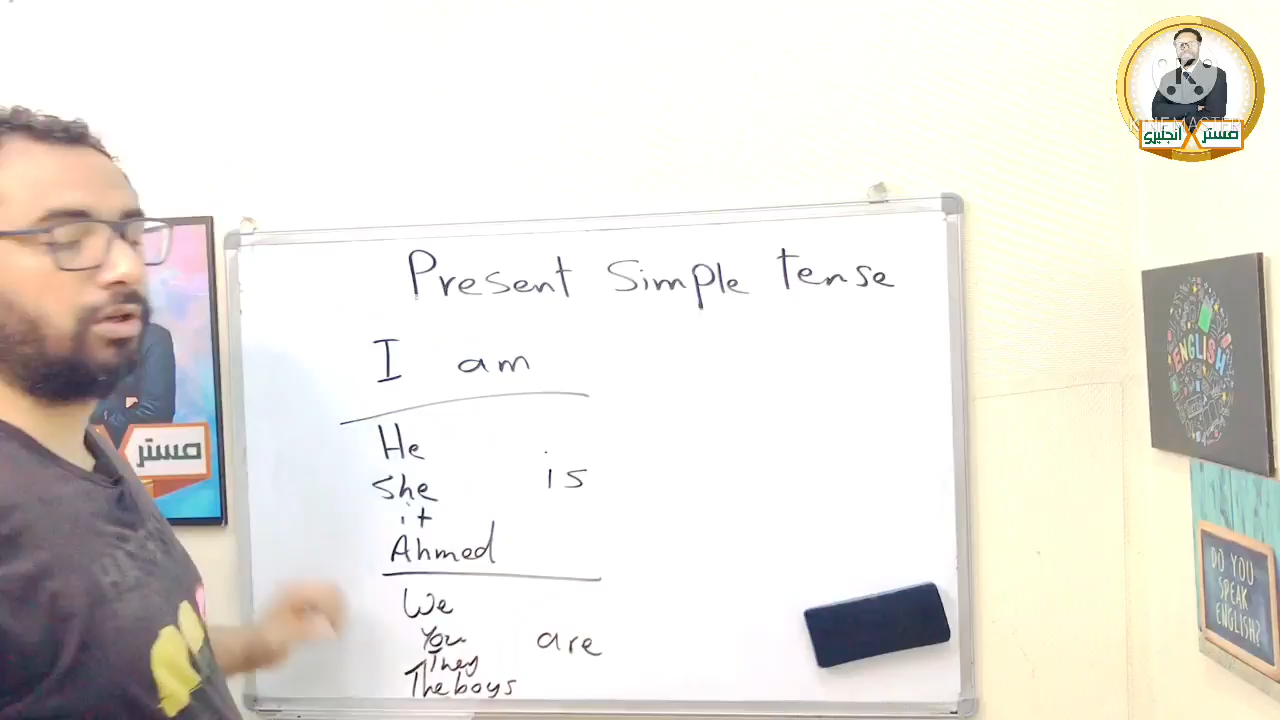 Present Simple tense
I am
He
She
is
it
Ahmed
We
You
are
They
The boys
مستر
انجليزي
KINEMASTER
مستر
ENGLISH
DO YOU
SPEAK
ENGLISH?